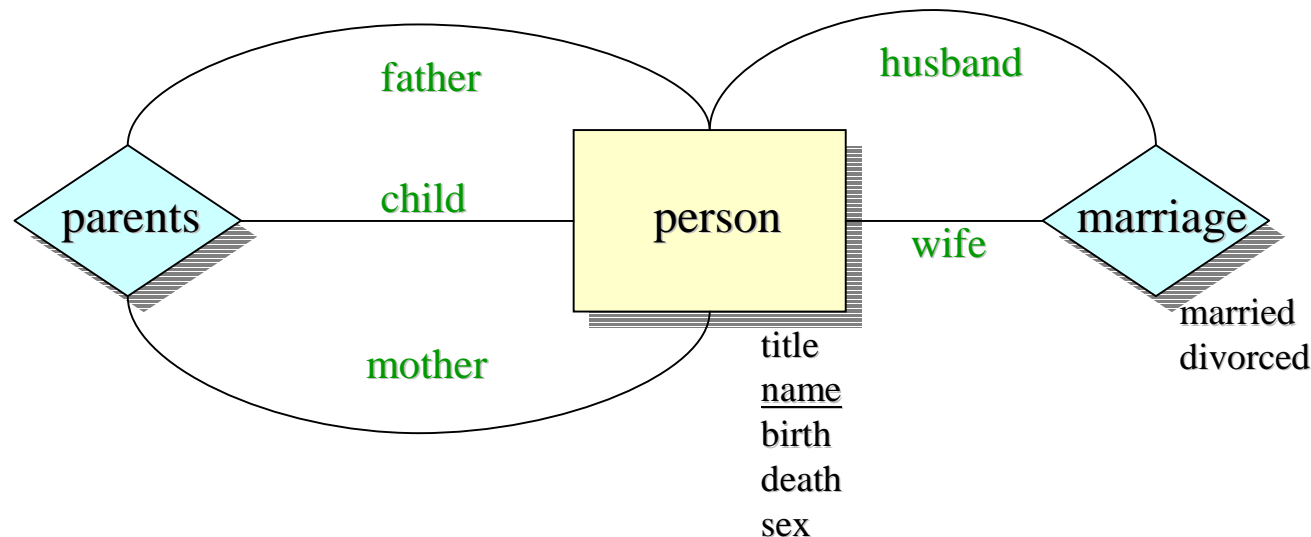 father
husband
child
parents
person
marriage
wife
mother
married
divorced
title
name
birth
death
sex